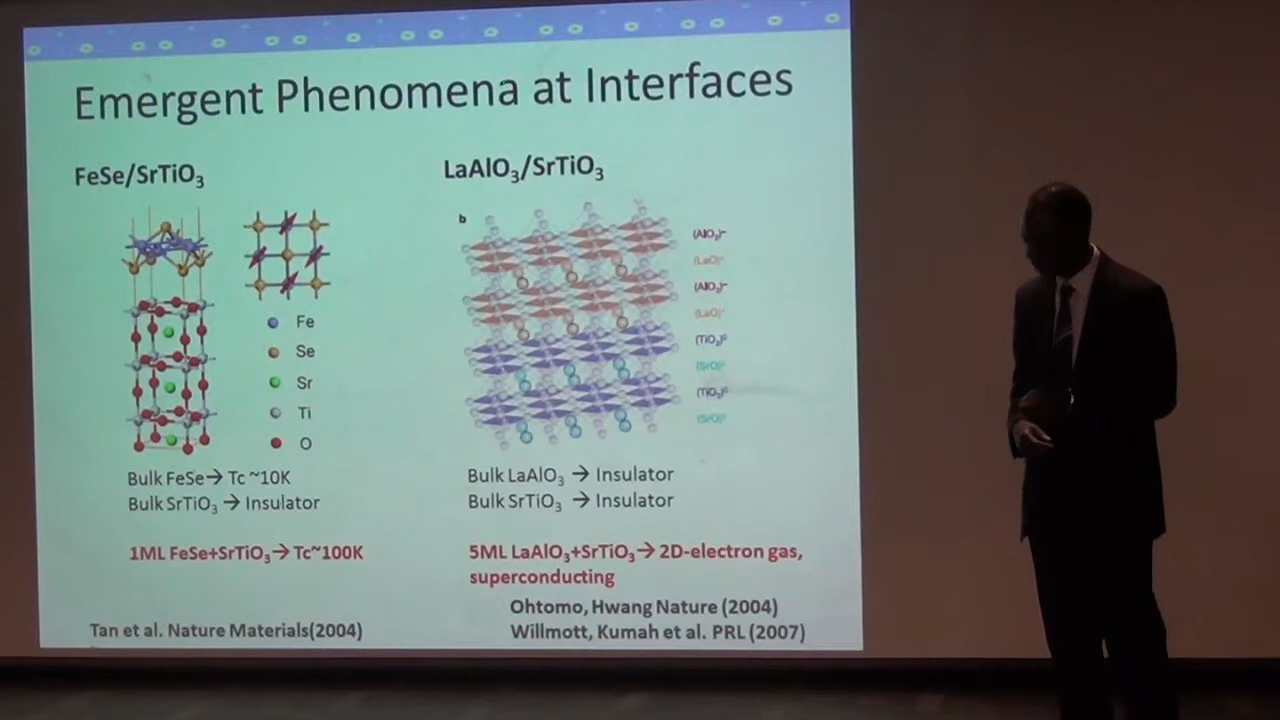 Emergent Phenomena at Interfaces
FeSe/SrTiO₃
Fe
Se
Sr
Ti
O
Bulk FeSe→ Tc ~10K
Bulk SrTiO₃ → Insulator
1ML FeSe+SrTiO₃→ Tc~100K
Tan et al. Nature Materials(2004)
LaAlO₃/SrTiO₃
b
(AlO₂)⁻
(LaO)⁺
(AlO₂)⁻
(LaO)⁺
(TiO₂)⁰
(SrO)⁰
(TiO₂)⁰
(SrO)⁰
Bulk LaAlO₃ → Insulator
Bulk SrTiO₃ → Insulator
5ML LaAlO₃+SrTiO₃→ 2D-electron gas,
superconducting
Ohtomo, Hwang Nature (2004)
Willmott, Kumah et al. PRL (2007)